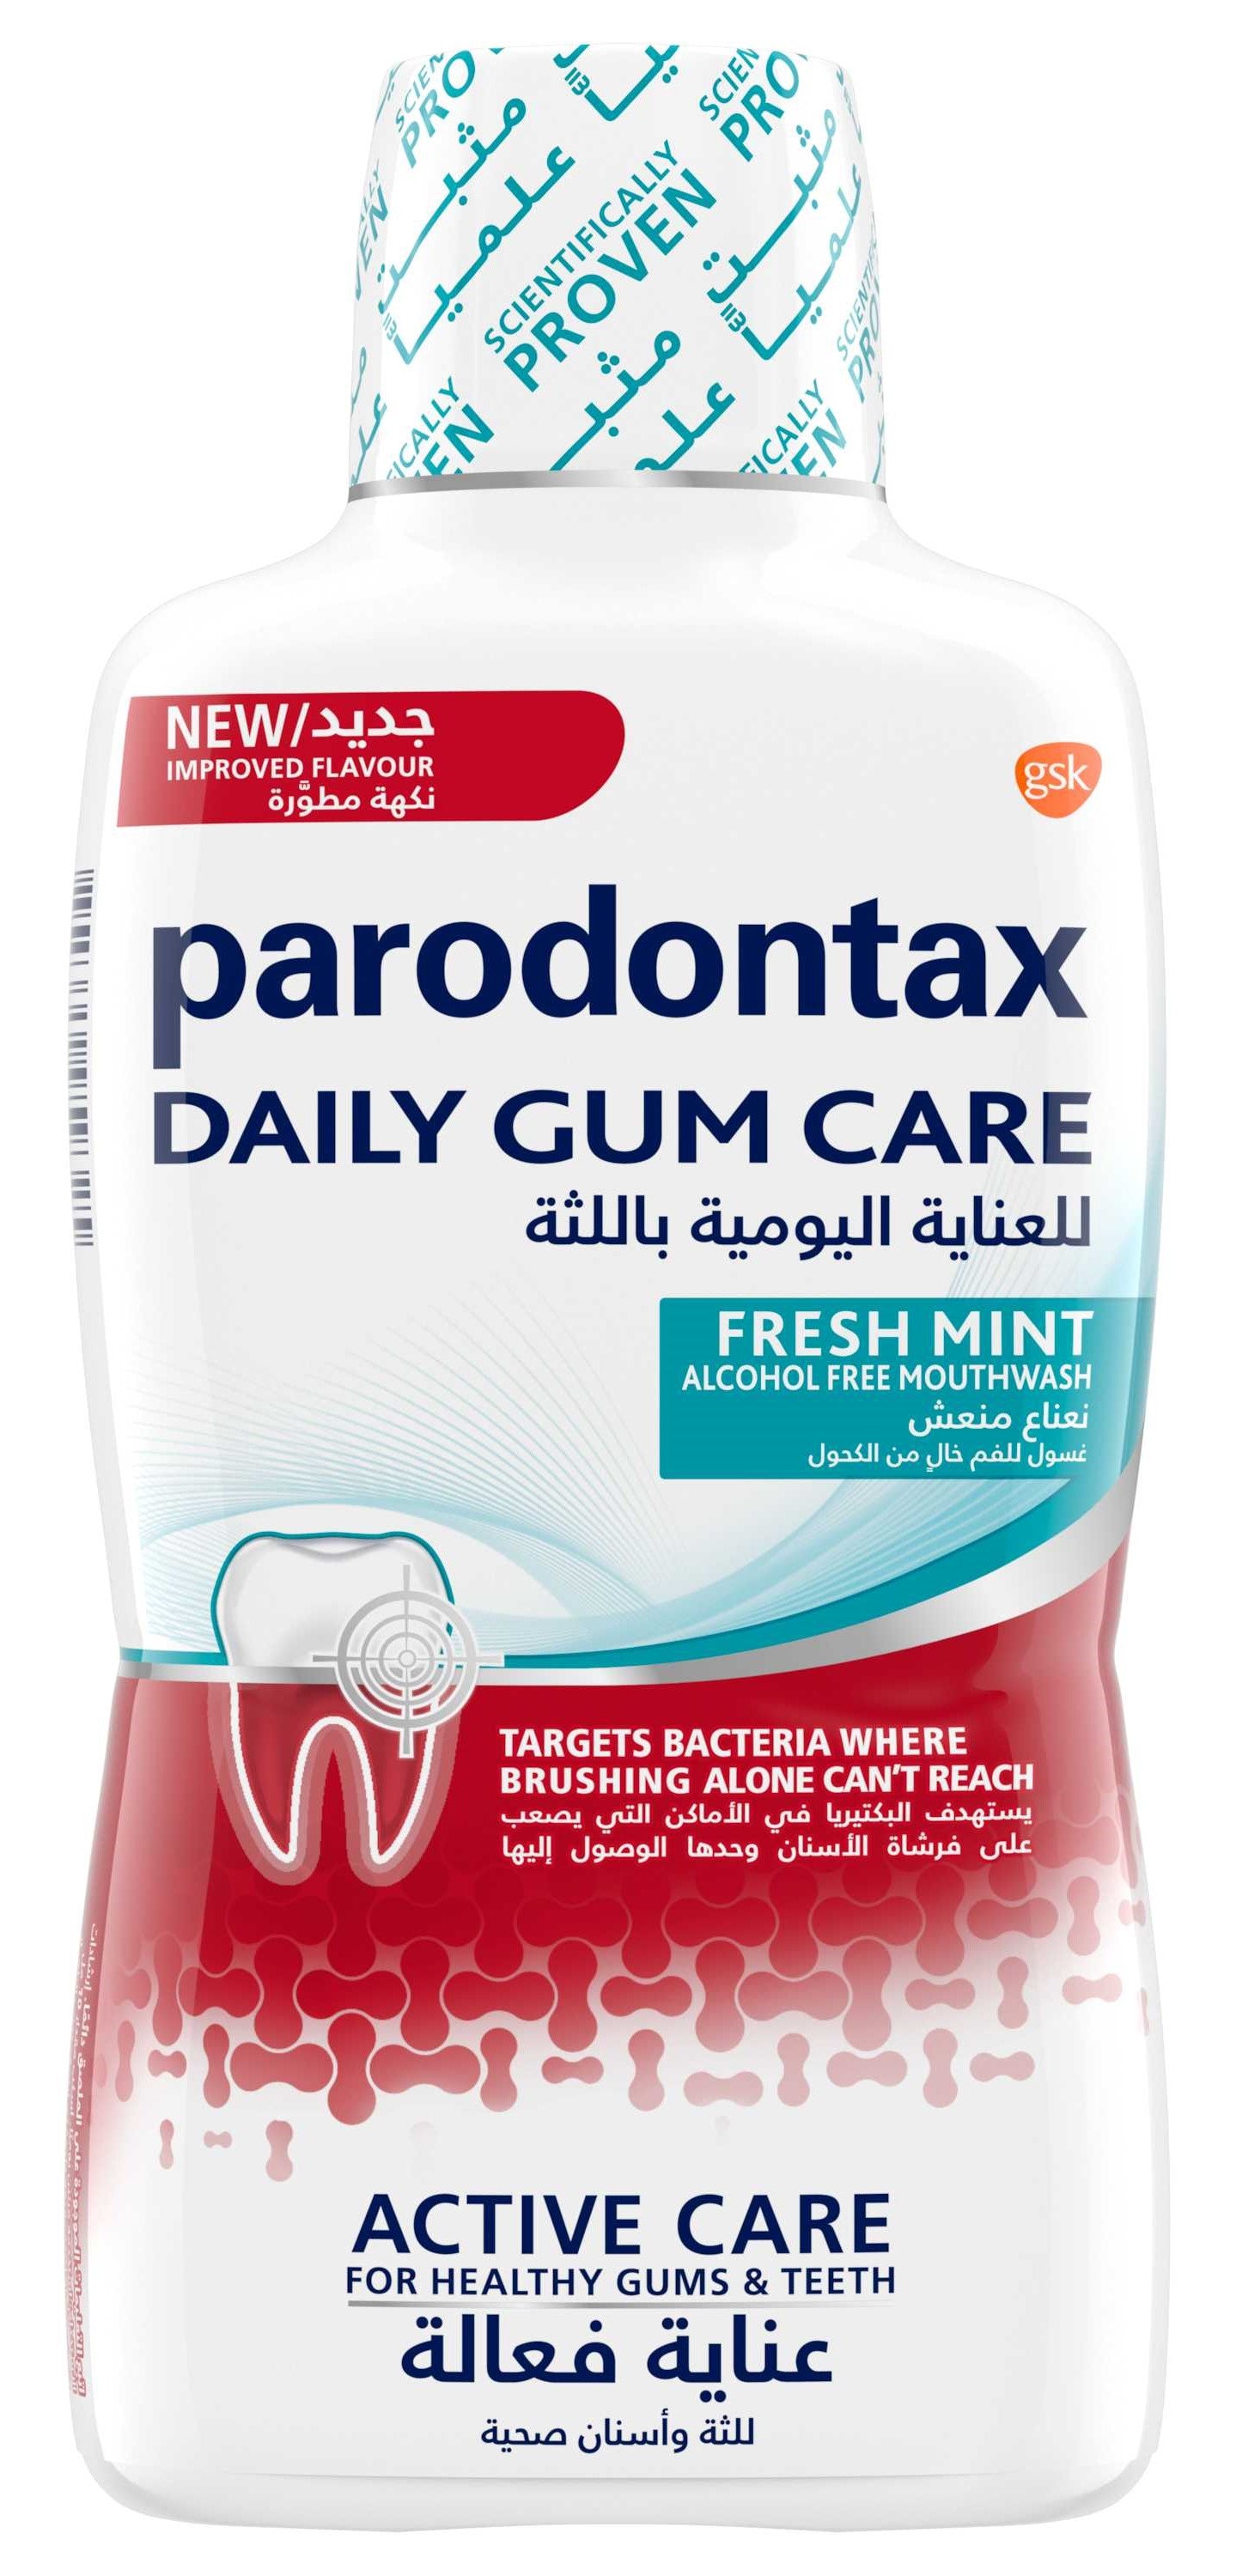 SCIENTIFICALLY
PROVEN
مثبت
علمياً
NEW/جديد
IMPROVED FLAVOUR
نكهة مطوَّرة
gsk
parodontax
DAILY GUM CARE
للعناية اليومية باللثة
FRESH MINT
ALCOHOL FREE MOUTHWASH
نعناع منعش
غسول للفم خالٍ من الكحول
TARGETS BACTERIA WHERE
BRUSHING ALONE CAN'T REACH
يستهدف البكتيريا في الأماكن التي يصعب
على فرشاة الأسنان وحدها الوصول إليها
ACTIVE CARE
FOR HEALTHY GUMS & TEETH
عناية فعالة
للثة وأسنان صحية